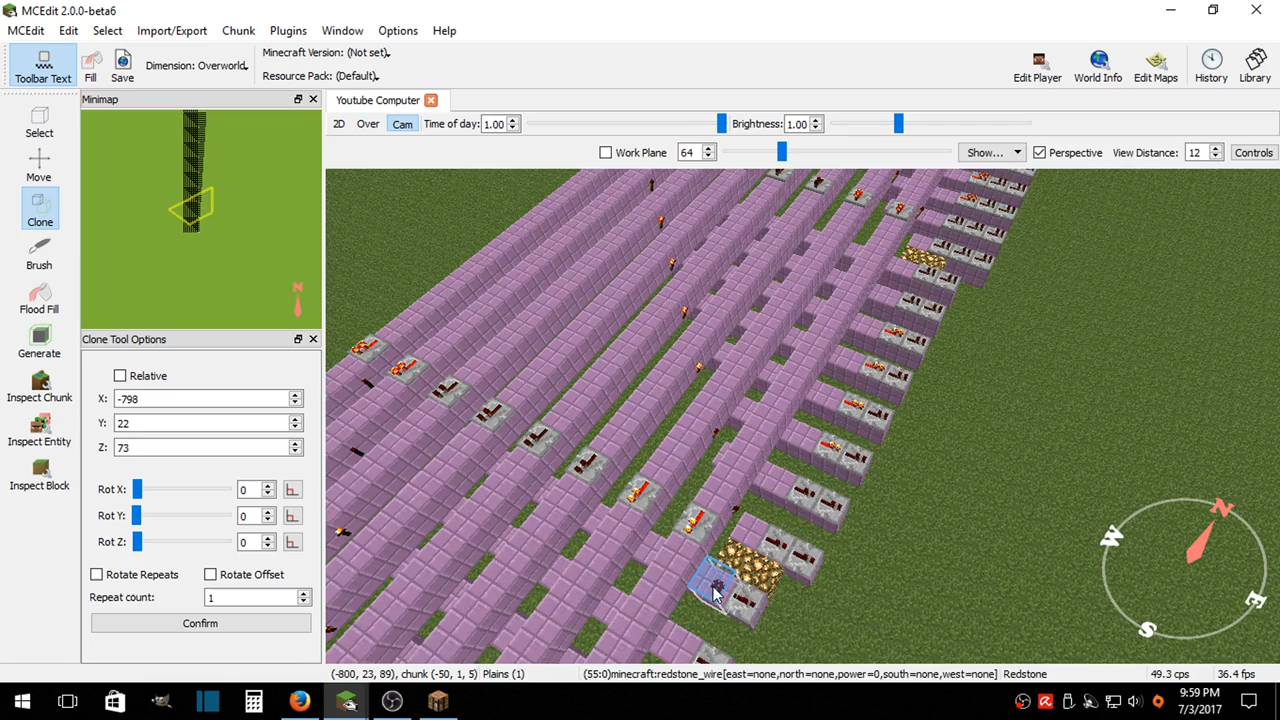 MCEdit 2.0.0-beta6
MCEdit Edit Select Import/Export Chunk Plugins Window Options Help
Toolbar Text Fill Save Dimension: Overworld Minecraft Version: (Not set) Resource Pack: (Default) Edit Player World Info Edit Maps History Library
Minimap
Youtube Computer
2D Over Cam Time of day: 1.00 Brightness: 1.00
Work Plane 64 Show... Perspective View Distance: 12 Controls
Select
Move
Clone
Brush
Flood Fill
Generate
Inspect Chunk
Inspect Entity
Inspect Block
N
Clone Tool Options
Relative
X: -798
Y: 22
Z: 73
Rot X: 0
Rot Y: 0
Rot Z: 0
Rotate Repeats Rotate Offset
Repeat count: 1
Confirm
N
W
E
S
(-800, 23, 89), chunk (-50, 1, 5) Plains (1) (55:0)minecraft:redstone_wire[east=none,north=none,power=0,south=none,west=none] Redstone 49.3 cps 36.4 fps
9:59 PM
7/3/2017